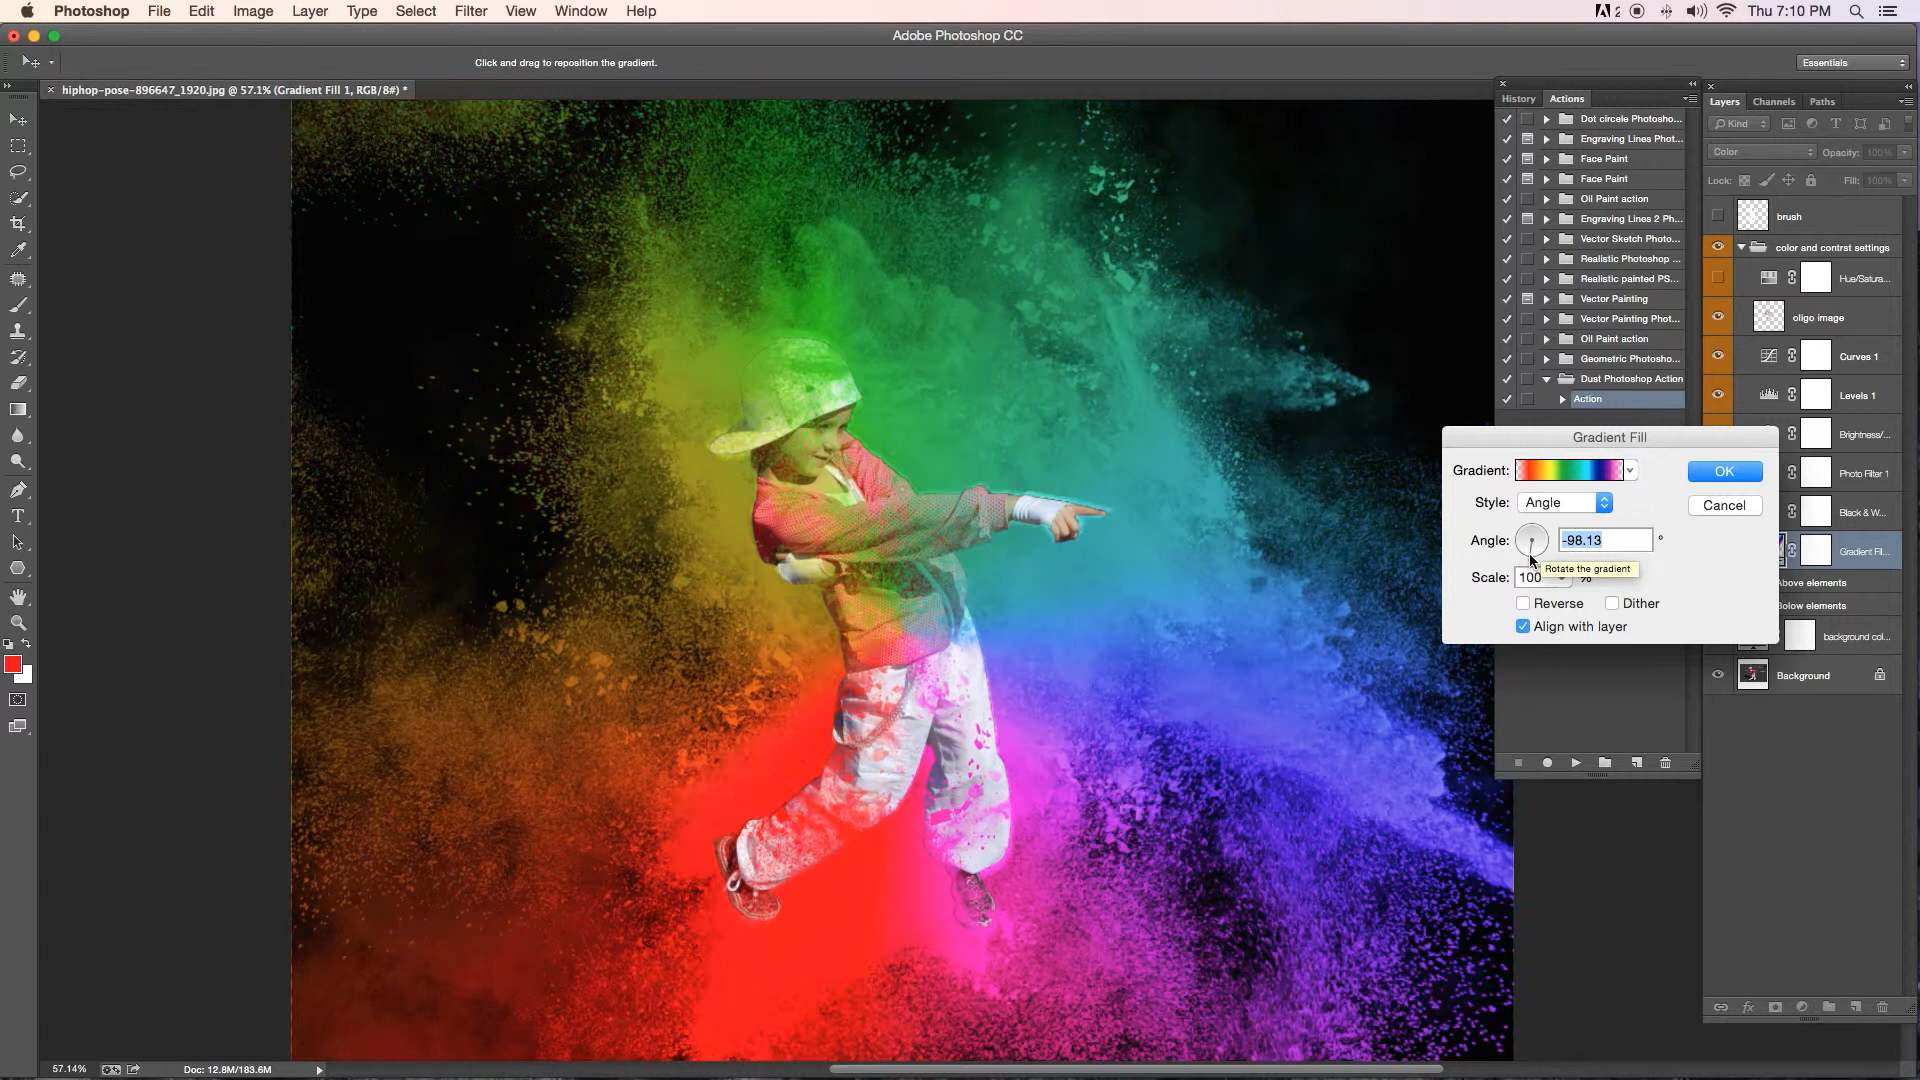 Photoshop File Edit Image Layer Type Select Filter View Window Help
2 Thu 7:10 PM
Adobe Photoshop CC
Click and drag to reposition the gradient.
Essentials
hiphop-pose-896647_1920.jpg @ 57.1% (Gradient Fill 1, RGB/8#) *
History Actions
Dot circele Photosho...
Engraving Lines Phot...
Face Paint
Face Paint
Oil Paint action
Engraving Lines 2 Ph...
Vector Sketch Photo...
Realistic Photoshop ...
Realistic painted PS...
Vector Painting
Vector Painting Phot...
Oil Paint action
Geometric Photosho...
Dust Photoshop Action
Action
Layers Channels Paths
Kind
Color Opacity: 100%
Lock: Fill: 100%
brush
color and contrst settings
Hue/Satura...
oligo image
Curves 1
Levels 1
Brightness/...
Photo Filter 1
Black & W...
Gradient Fil...
Above elements
Bolow elements
background col...
Background
Gradient Fill
Gradient:
OK
Style: Angle
Cancel
Angle: -98.13 °
Rotate the gradient
Scale: 100 %
Reverse Dither
Align with layer
57.14% Doc: 12.8M/183.6M